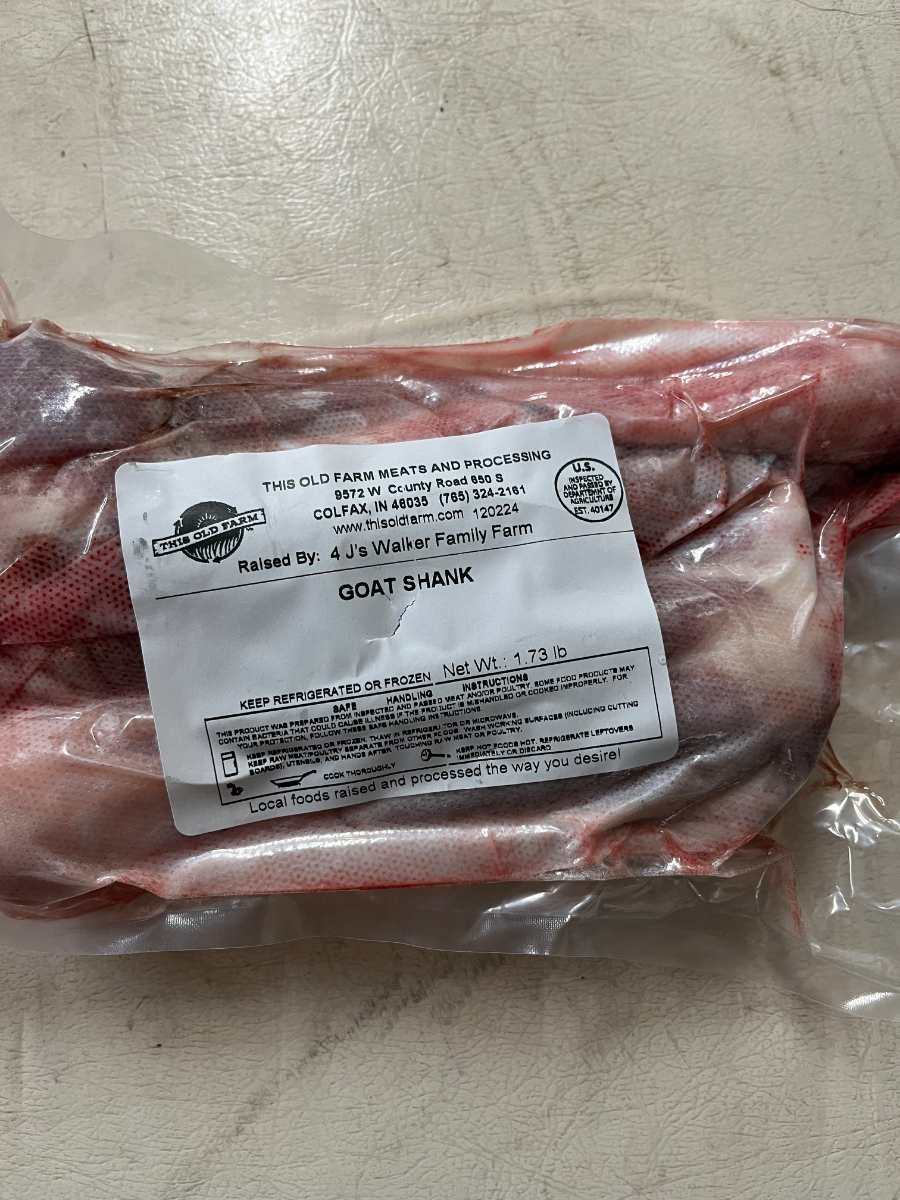 THIS OLD FARM MEATS AND PROCESSING
9572 W County Road 650 S
COLFAX, IN 46035 (765) 324-2161
www.thisoldfarm.com 120224
Raised By: 4 J's Walker Family Farm
THIS OLD FARM
U.S.
INSPECTED
AND PASSED BY
DEPARTMENT OF
AGRICULTURE
EST. 40147
GOAT SHANK
KEEP REFRIGERATED OR FROZEN Net Wt.: 1.73 lb
SAFE HANDLING INSTRUCTIONS
THIS PRODUCT WAS PREPARED FROM INSPECTED AND PASSED MEAT AND/OR POULTRY. SOME FOOD PRODUCTS MAY
CONTAIN BACTERIA THAT COULD CAUSE ILLNESS IF THE PRODUCT IS MISHANDLED OR COOKED IMPROPERLY. FOR
YOUR PROTECTION, FOLLOW THESE SAFE HANDLING INSTRUCTIONS.
KEEP REFRIGERATED OR FROZEN. THAW IN REFRIGERATOR OR MICROWAVE.
KEEP RAW MEAT/POULTRY SEPARATE FROM OTHER FOODS. WASH WORKING SURFACES (INCLUDING CUTTING
BOARDS), UTENSILS, AND HANDS AFTER TOUCHING RAW MEAT OR POULTRY.
COOK THOROUGHLY
KEEP HOT FOODS HOT. REFRIGERATE LEFTOVERS
IMMEDIATELY OR DISCARD
Local foods raised and processed the way you desire!